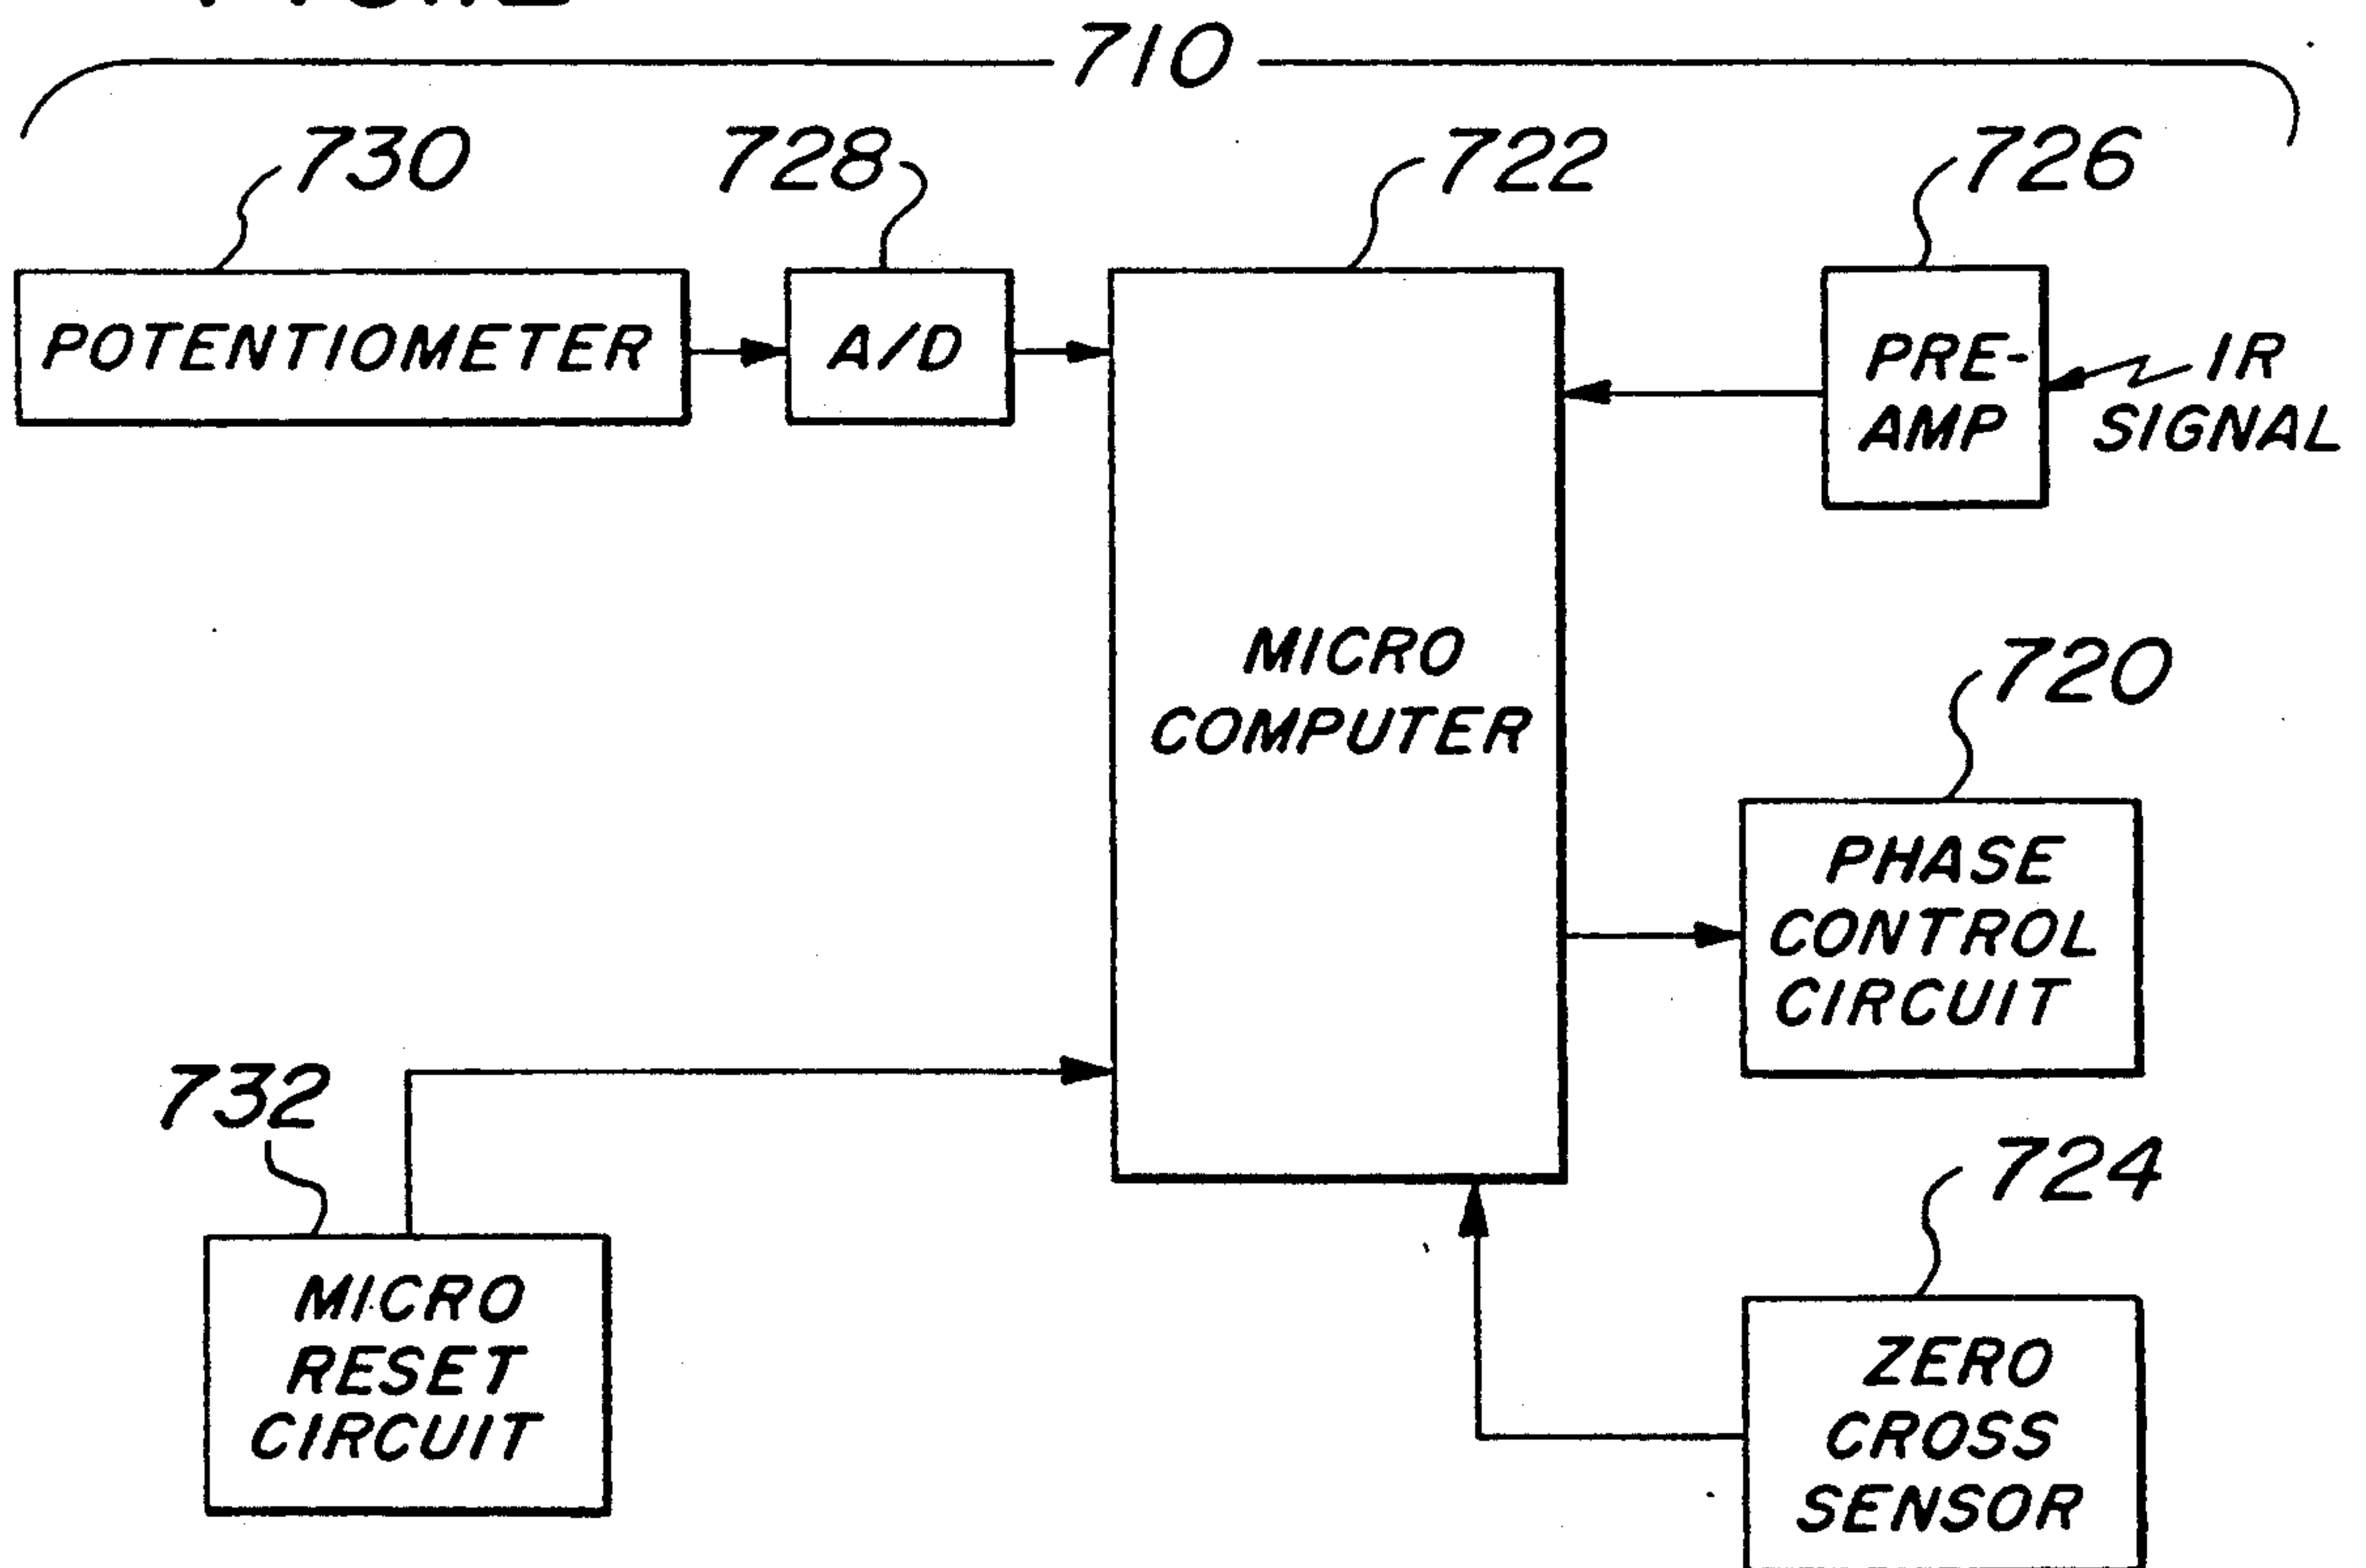 710
730
728
722
726
POTENTIOMETER
A/D
PRE-
AMP
IR
SIGNAL
MICRO
COMPUTER
720
PHASE
CONTROL
CIRCUIT
732
MICRO
RESET
CIRCUIT
724
ZERO
CROSS
SENSOR